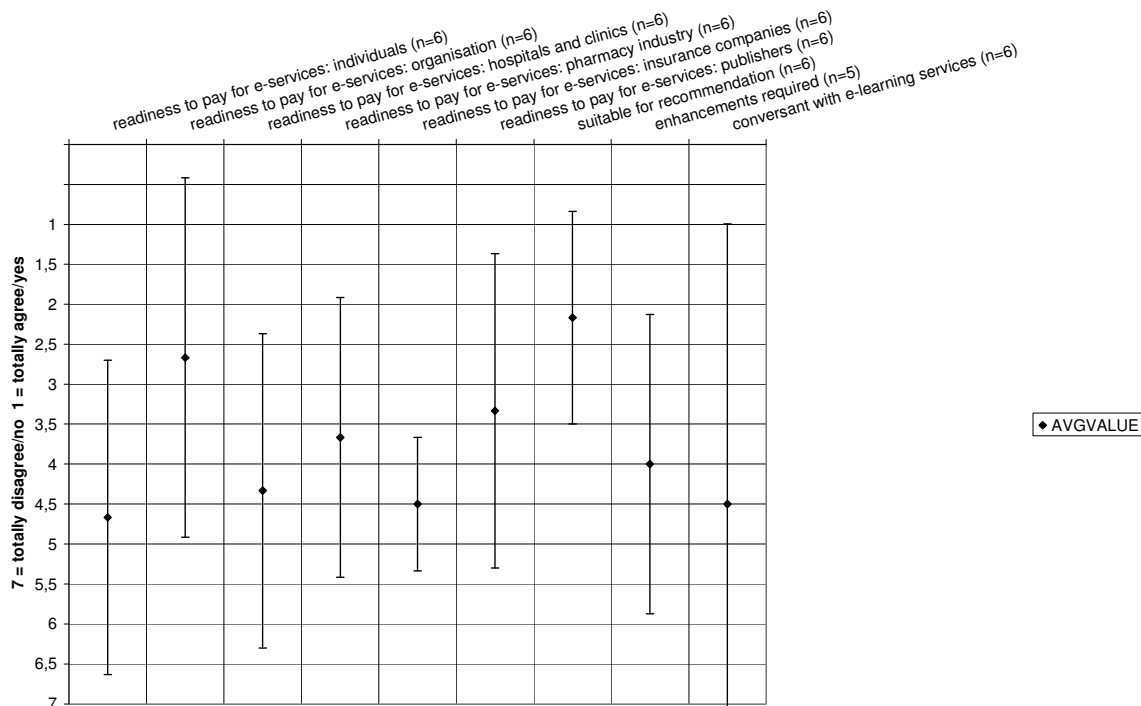 readiness to pay for e-services: individuals (n=6)
readiness to pay for e-services: organisation (n=6)
readiness to pay for e-services: hospitals and clinics (n=6)
readiness to pay for e-services: pharmacy industry (n=6)
readiness to pay for e-services: insurance companies (n=6)
readiness to pay for e-services: publishers (n=6)
suitable for recommendation (n=6)
enhancements required (n=5)
conversant with e-learning services (n=6)
7 = totally disagree/no 1 = totally agree/yes
1
1,5
2
2,5
3
3,5
4
4,5
5
5,5
6
6,5
7
AVGVALUE